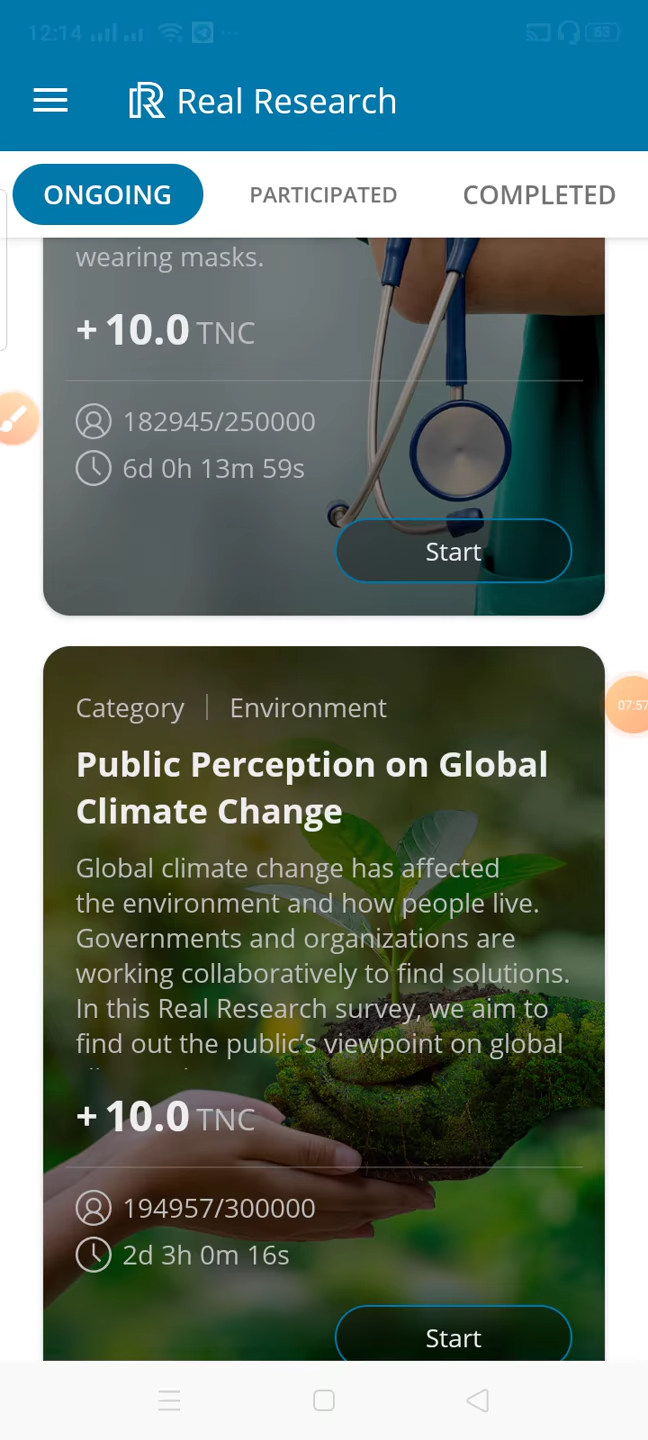 12:14
63
Real Research
ONGOING PARTICIPATED COMPLETED
wearing masks.
+ 10.0 TNC
182945/250000
6d 0h 13m 59s
Start
07:57
Category | Environment
Public Perception on Global
Climate Change
Global climate change has affected
the environment and how people live.
Governments and organizations are
working collaboratively to find solutions.
In this Real Research survey, we aim to
find out the public’s viewpoint on global
+ 10.0 TNC
194957/300000
2d 3h 0m 16s
Start